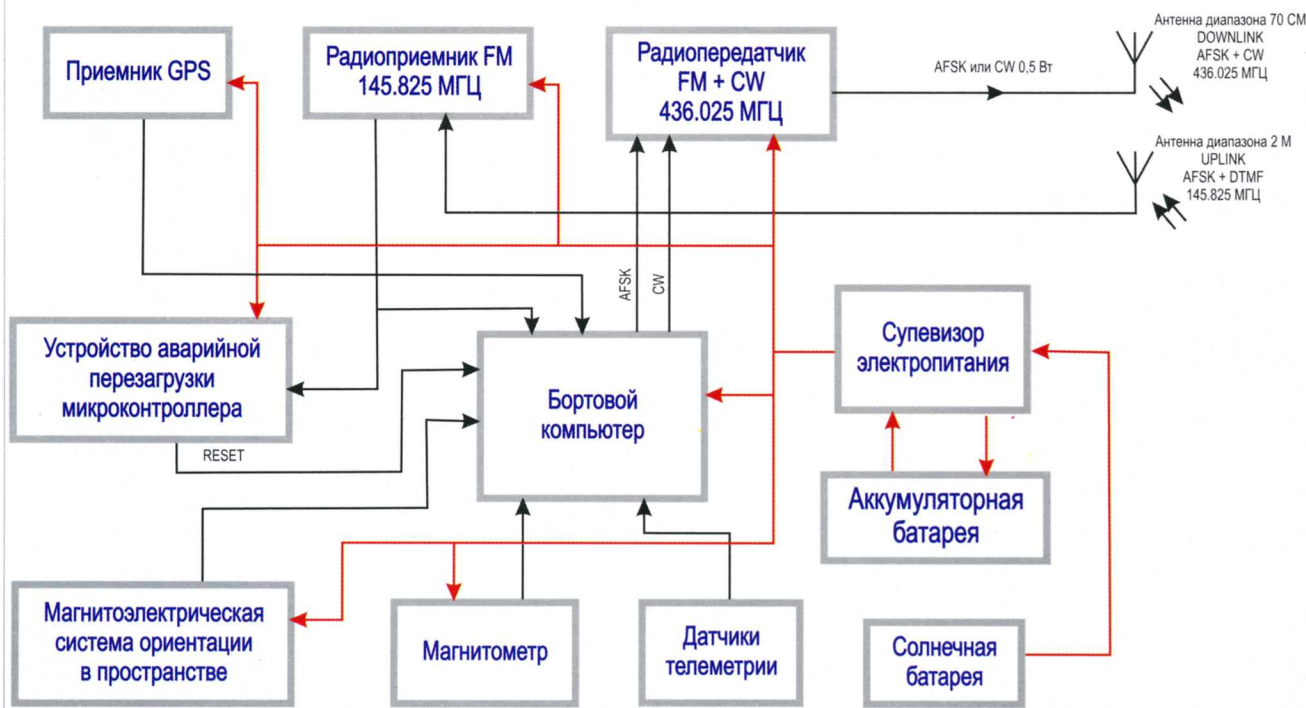 Приемник GPS
Радиоприемник FM
145.825 МГЦ
Радиопередатчик
FM + CW
436.025 МГЦ
AFSK или CW 0,5 Вт
Антенна диапазона 70 СМ
DOWNLINK
AFSK + CW
436.025 МГЦ
Антенна диапазона 2 М
UPLINK
AFSK + DTMF
145.825 МГЦ
AFSK
CW
Устройство аварийной
перезагрузки
микроконтроллера
RESET
Бортовой
компьютер
Супевизор
электропитания
Аккумуляторная
батарея
Магнитоэлектрическая
система ориентации
в пространстве
Магнитометр
Датчики
телеметрии
Солнечная
батарея